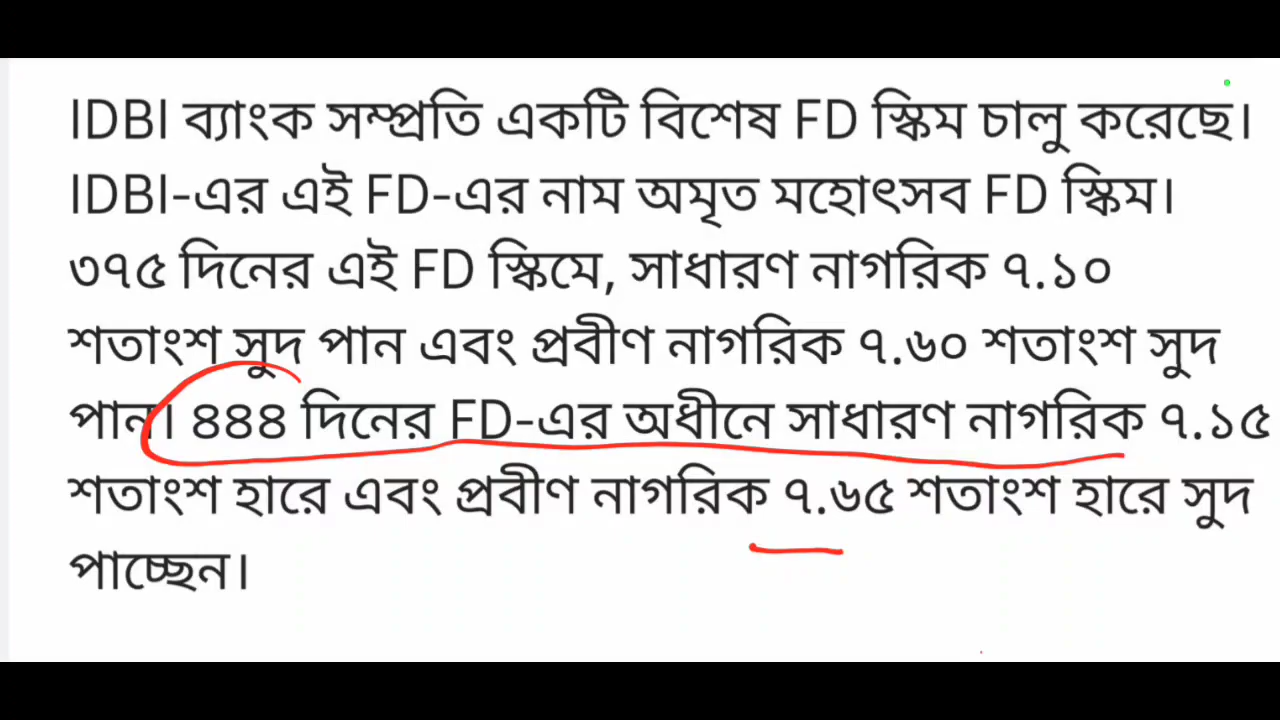 IDBI ব্যাংক সম্প্রতি একটি বিশেষ FD স্কিম চালু করেছে।
IDBI-এর এই FD-এর নাম অমৃত মহোৎসব FD স্কিম।
৩৭৫ দিনের এই FD স্কিমে, সাধারণ নাগরিক ৭.১০
শতাংশ সুদ পান এবং প্রবীণ নাগরিক ৭.৬০ শতাংশ সুদ
পান। ৪৪৪ দিনের FD-এর অধীনে সাধারণ নাগরিক ৭.১৫
শতাংশ হারে এবং প্রবীণ নাগরিক ৭.৬৫ শতাংশ হারে সুদ
পাচ্ছেন।